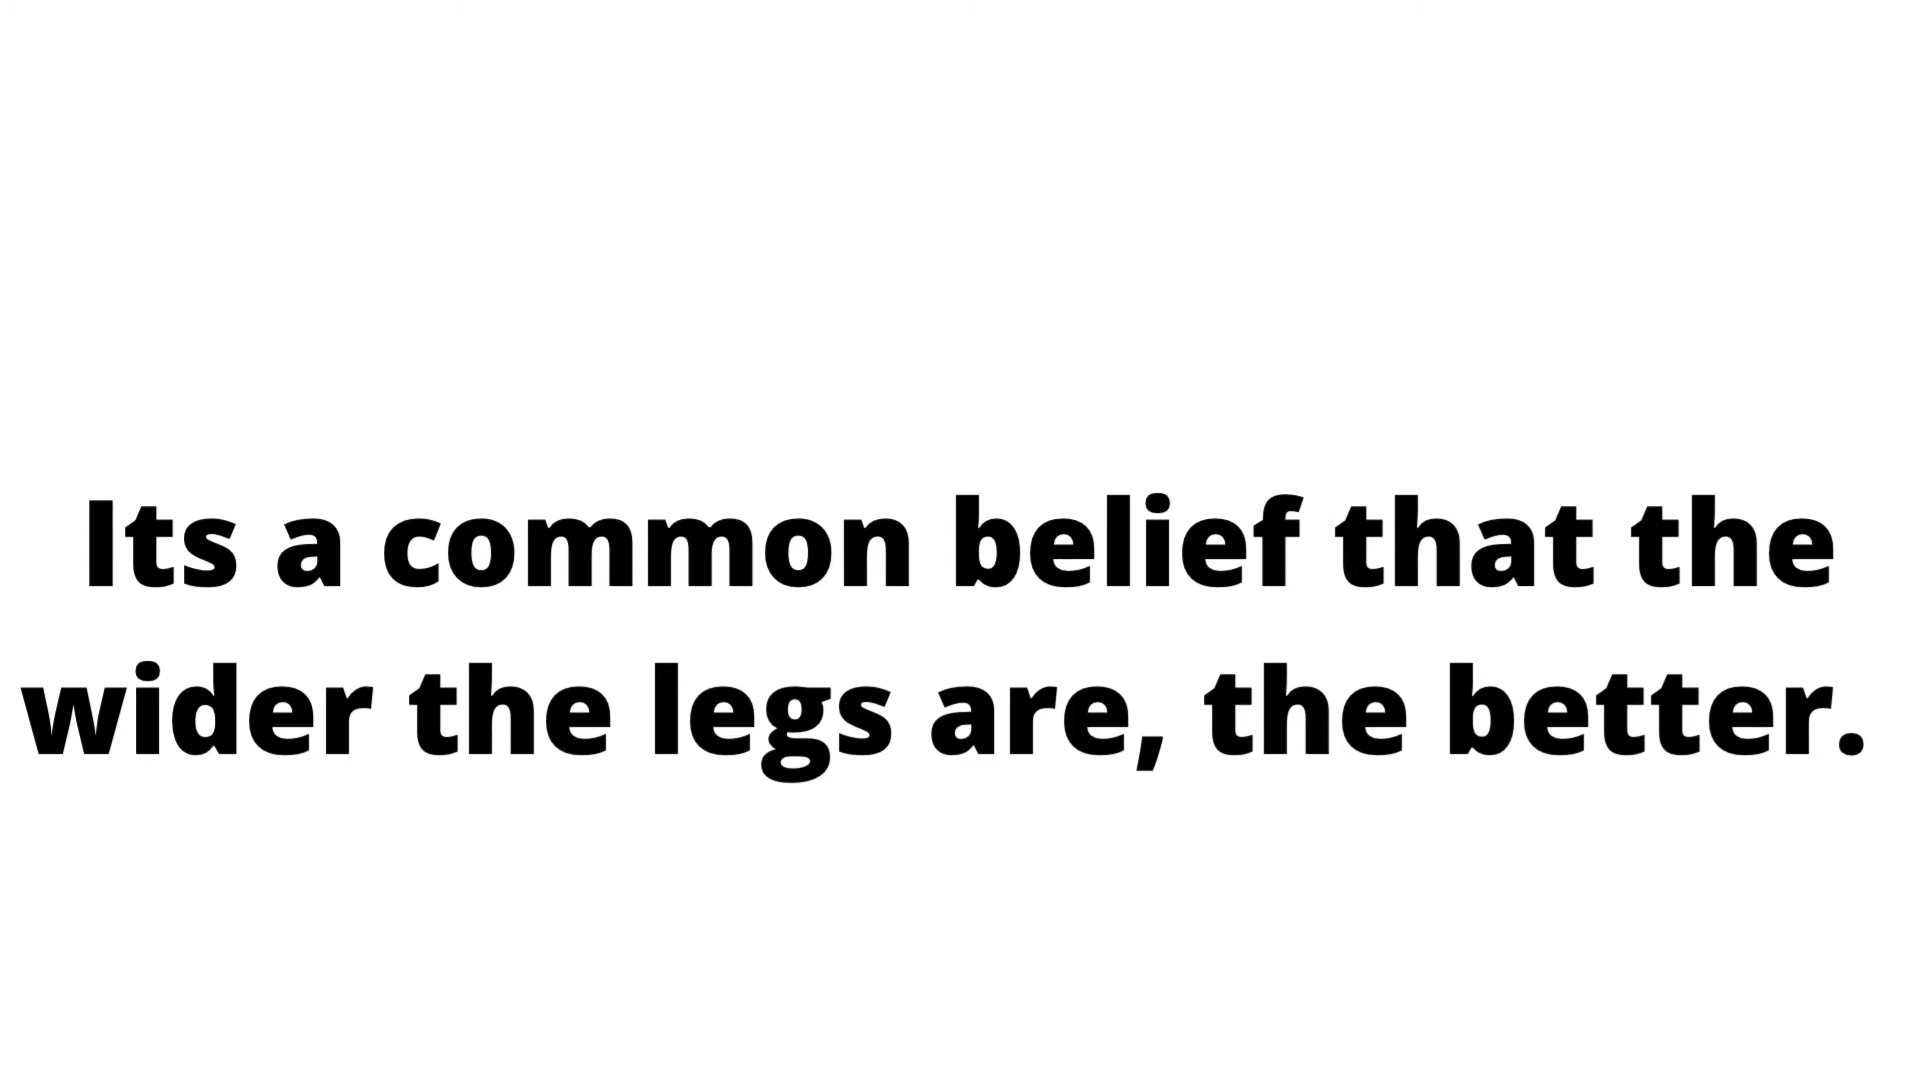 Its a common belief that the
wider the legs are, the better.